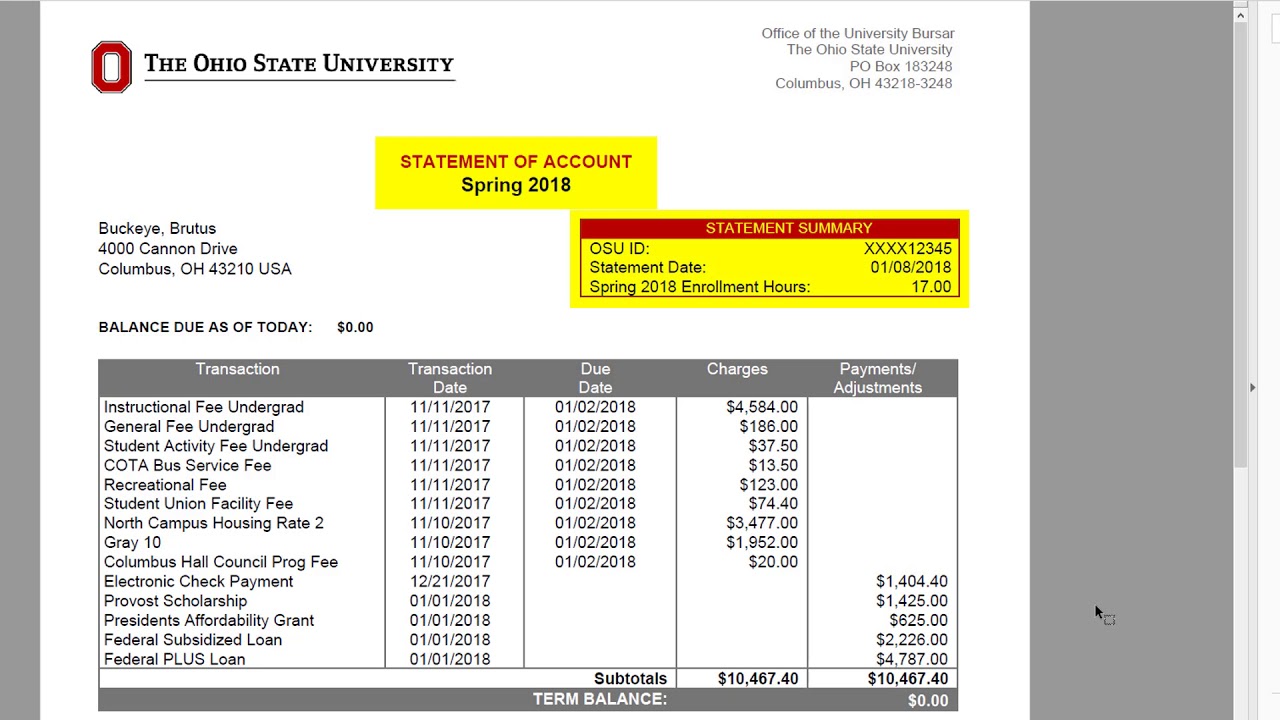 Office of the University Bursar
The Ohio State University
PO Box 183248
Columbus, OH 43218-3248
THE OHIO STATE UNIVERSITY
STATEMENT OF ACCOUNT
Spring 2018
Buckeye, Brutus
4000 Cannon Drive
Columbus, OH 43210 USA
STATEMENT SUMMARY
OSU ID: XXXX12345
Statement Date: 01/08/2018
Spring 2018 Enrollment Hours: 17.00
BALANCE DUE AS OF TODAY: $0.00
Transaction Transaction Date Due Date Charges Payments/ Adjustments
Instructional Fee Undergrad 11/11/2017 01/02/2018 $4,584.00
General Fee Undergrad 11/11/2017 01/02/2018 $186.00
Student Activity Fee Undergrad 11/11/2017 01/02/2018 $37.50
COTA Bus Service Fee 11/11/2017 01/02/2018 $13.50
Recreational Fee 11/11/2017 01/02/2018 $123.00
Student Union Facility Fee 11/11/2017 01/02/2018 $74.40
North Campus Housing Rate 2 11/10/2017 01/02/2018 $3,477.00
Gray 10 11/10/2017 01/02/2018 $1,952.00
Columbus Hall Council Prog Fee 11/10/2017 01/02/2018 $20.00
Electronic Check Payment 12/21/2017 $1,404.40
Provost Scholarship 01/01/2018 $1,425.00
Presidents Affordability Grant 01/01/2018 $625.00
Federal Subsidized Loan 01/01/2018 $2,226.00
Federal PLUS Loan 01/01/2018 $4,787.00
Subtotals $10,467.40 $10,467.40
TERM BALANCE: $0.00